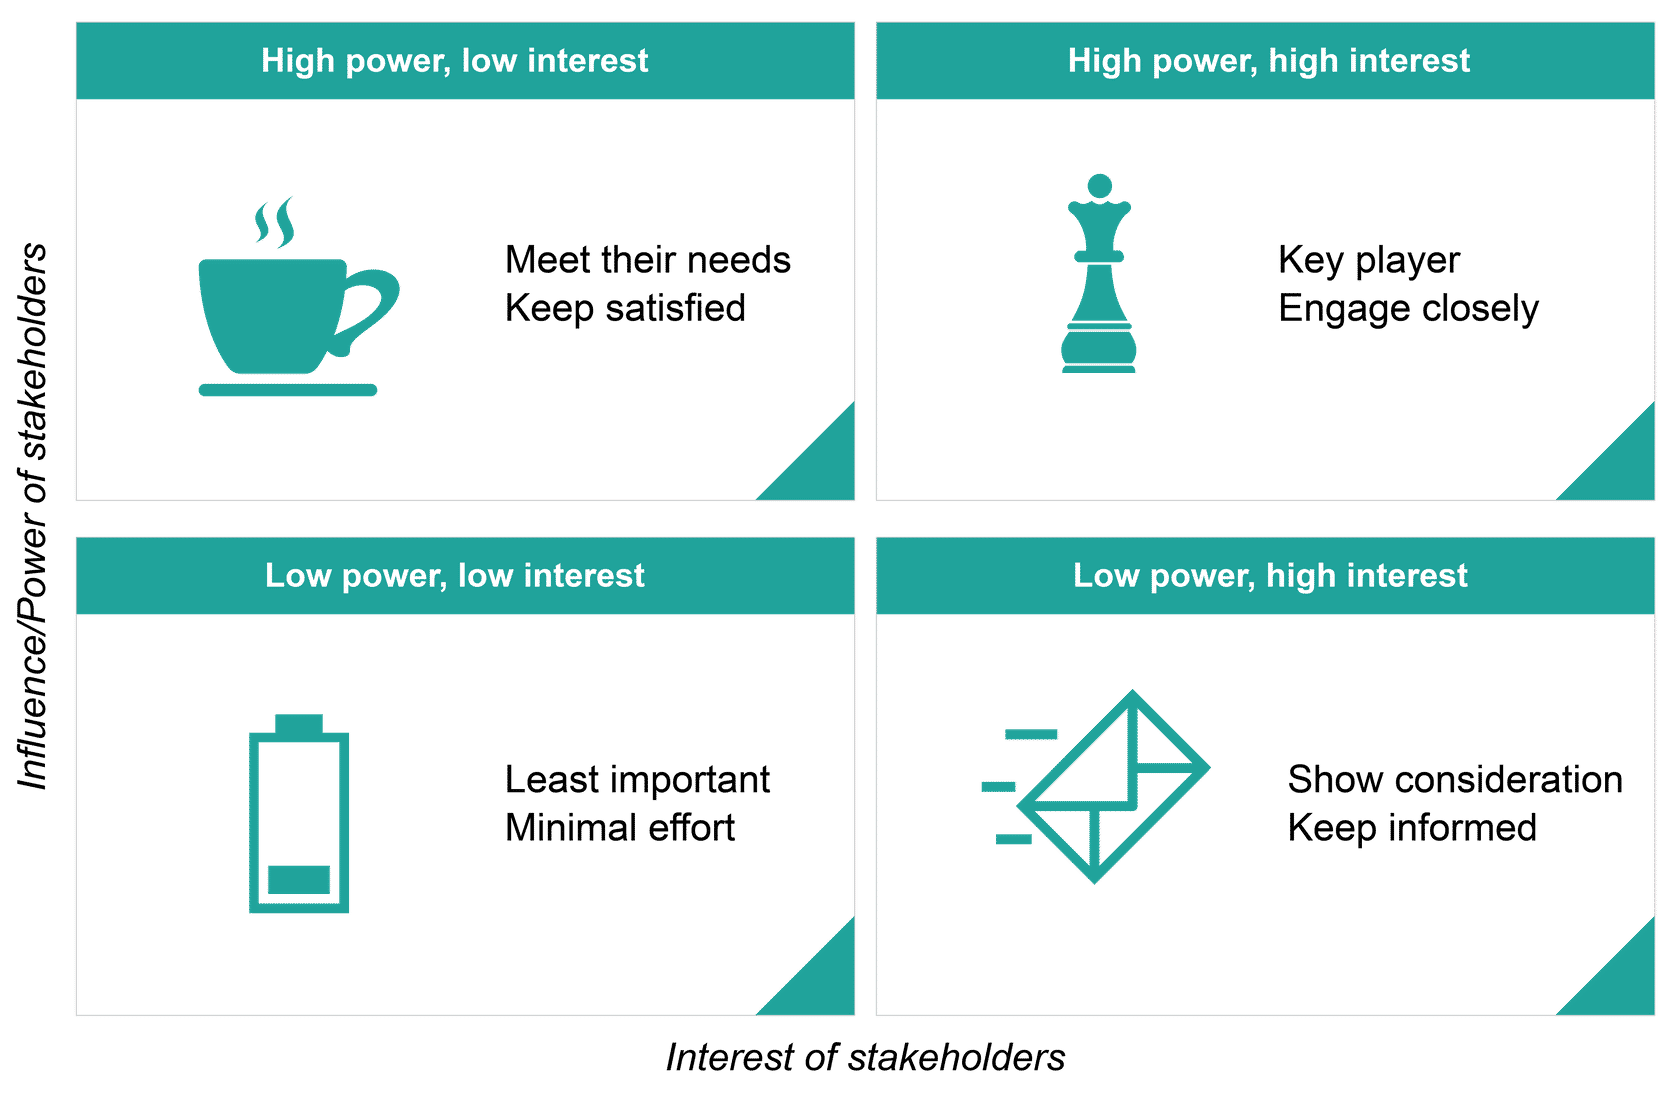 High power, low interest
Meet their needs
Keep satisfied
High power, high interest
Key player
Engage closely
Low power, low interest
Least important
Minimal effort
Low power, high interest
Show consideration
Keep informed
Influence/Power of stakeholders
Interest of stakeholders